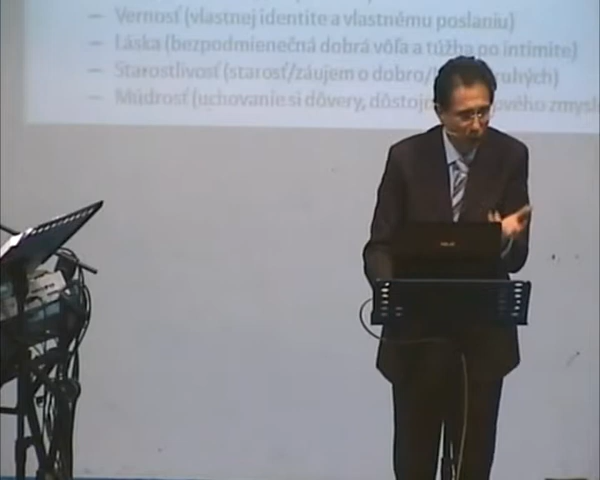 — Vernosť (vlastnej identite a vlastnému poslaniu)
— Láska (bezpodmienečná dobrá vôľa a túžba po intimite)
— Starostlivosť (starosť/záujem o dobro/ druhých)
— Múdrosť (uchovanie si dôvery,